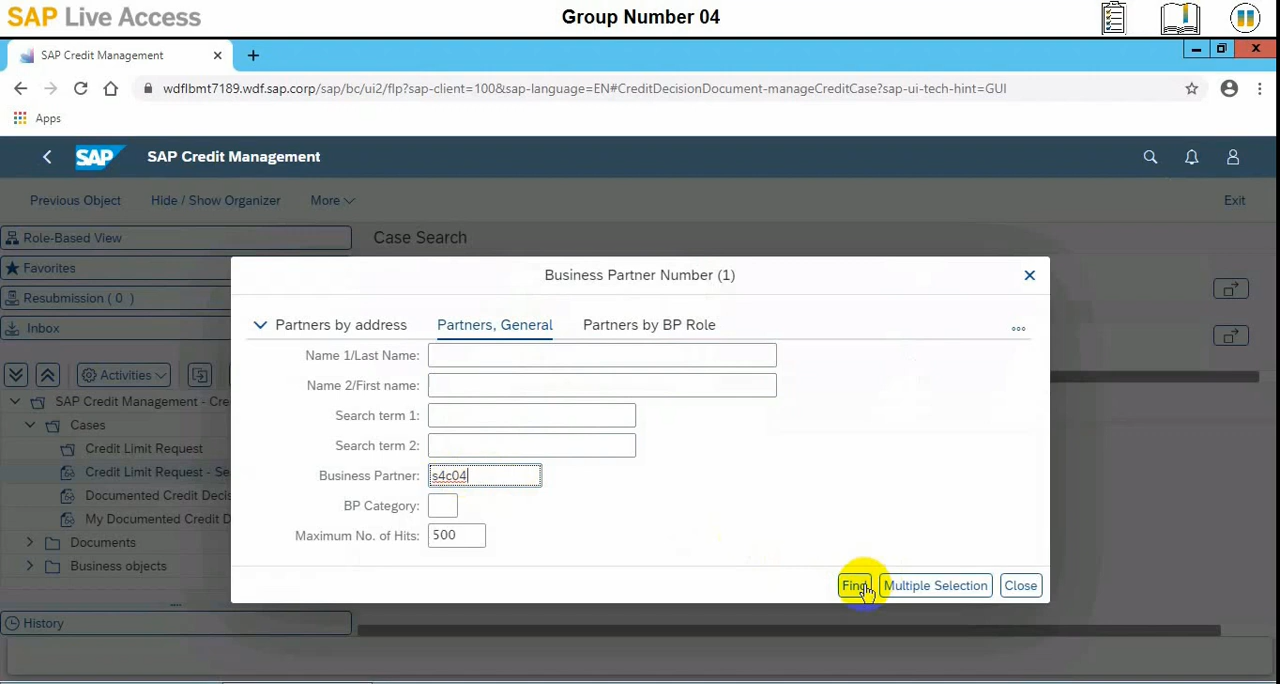 SAP Live Access
Group Number 04
SAP Credit Management
wdflbmt7189.wdf.sap.corp/sap/bc/ui2/flp?sap-client=100&sap-language=EN#CreditDecisionDocument-manageCreditCase?sap-ui-tech-hint=GUI
Apps
SAP
SAP Credit Management
Previous Object
Hide / Show Organizer
More
Exit
Role-Based View
Case Search
Favorites
Business Partner Number (1)
Resubmission ( 0 )
Inbox
Partners by address
Partners, General
Partners by BP Role
Name 1/Last Name:
Activities
Name 2/First name:
SAP Credit Management - Cre
Search term 1:
Cases
Search term 2:
Credit Limit Request
Credit Limit Request - Se
Business Partner: s4c04
Documented Credit Decis
BP Category:
My Documented Credit D
Maximum No. of Hits: 500
Documents
Business objects
Find
Multiple Selection
Close
History